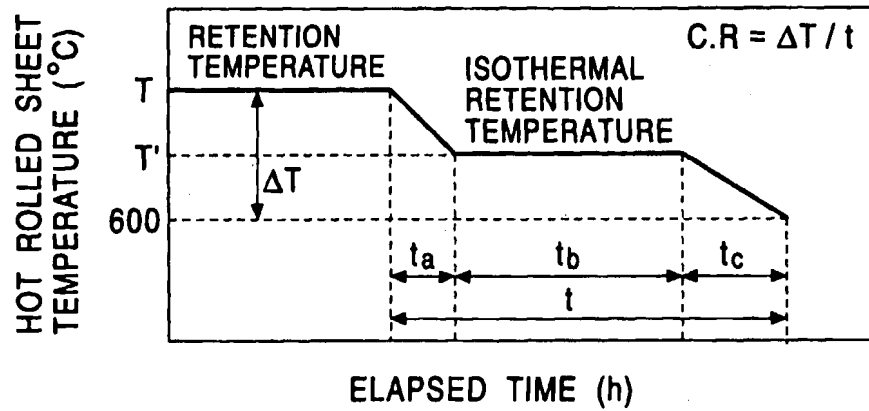 HOT ROLLED SHEET
TEMPERATURE (°C)
RETENTION
TEMPERATURE
C.R = ΔT / t
ISOTHERMAL
RETENTION
TEMPERATURE
T
T'
ΔT
600
ta
tb
tc
t
ELAPSED TIME (h)